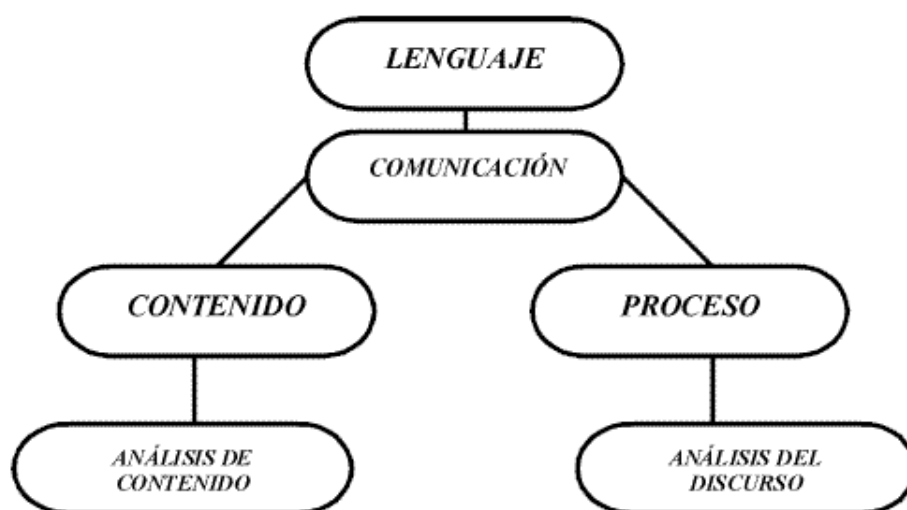 LENGUAJE
COMUNICACIÓN
CONTENIDO
PROCESO
ANÁLISIS DE
CONTENIDO
ANÁLISIS DEL
DISCURSO